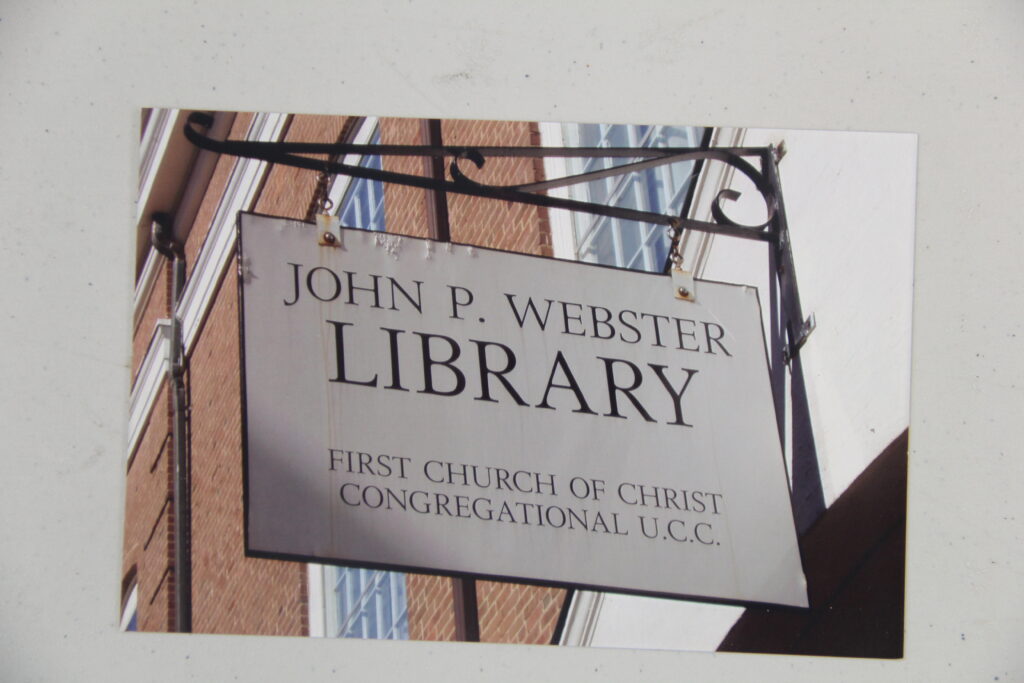 JOHN P. WEBSTER
LIBRARY
FIRST CHURCH OF CHRIST
CONGREGATIONAL U.C.C.